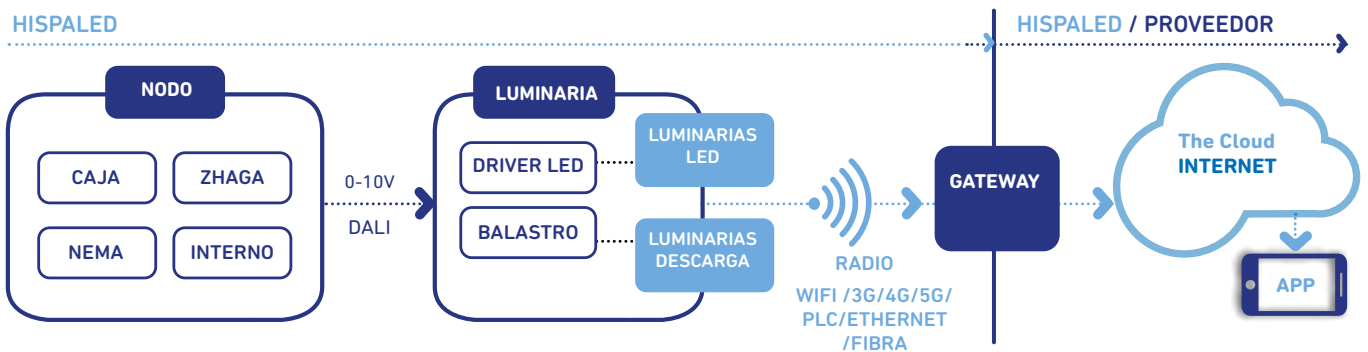 HISPALED
HISPALED / PROVEEDOR
NODO
CAJA
ZHAGA
NEMA
INTERNO
0-10V
DALI
LUMINARIA
DRIVER LED
BALASTRO
LUMINARIAS
LED
LUMINARIAS
DESCARGA
RADIO
WIFI /3G/4G/5G/
PLC/ETHERNET
/FIBRA
GATEWAY
The Cloud
INTERNET
APP